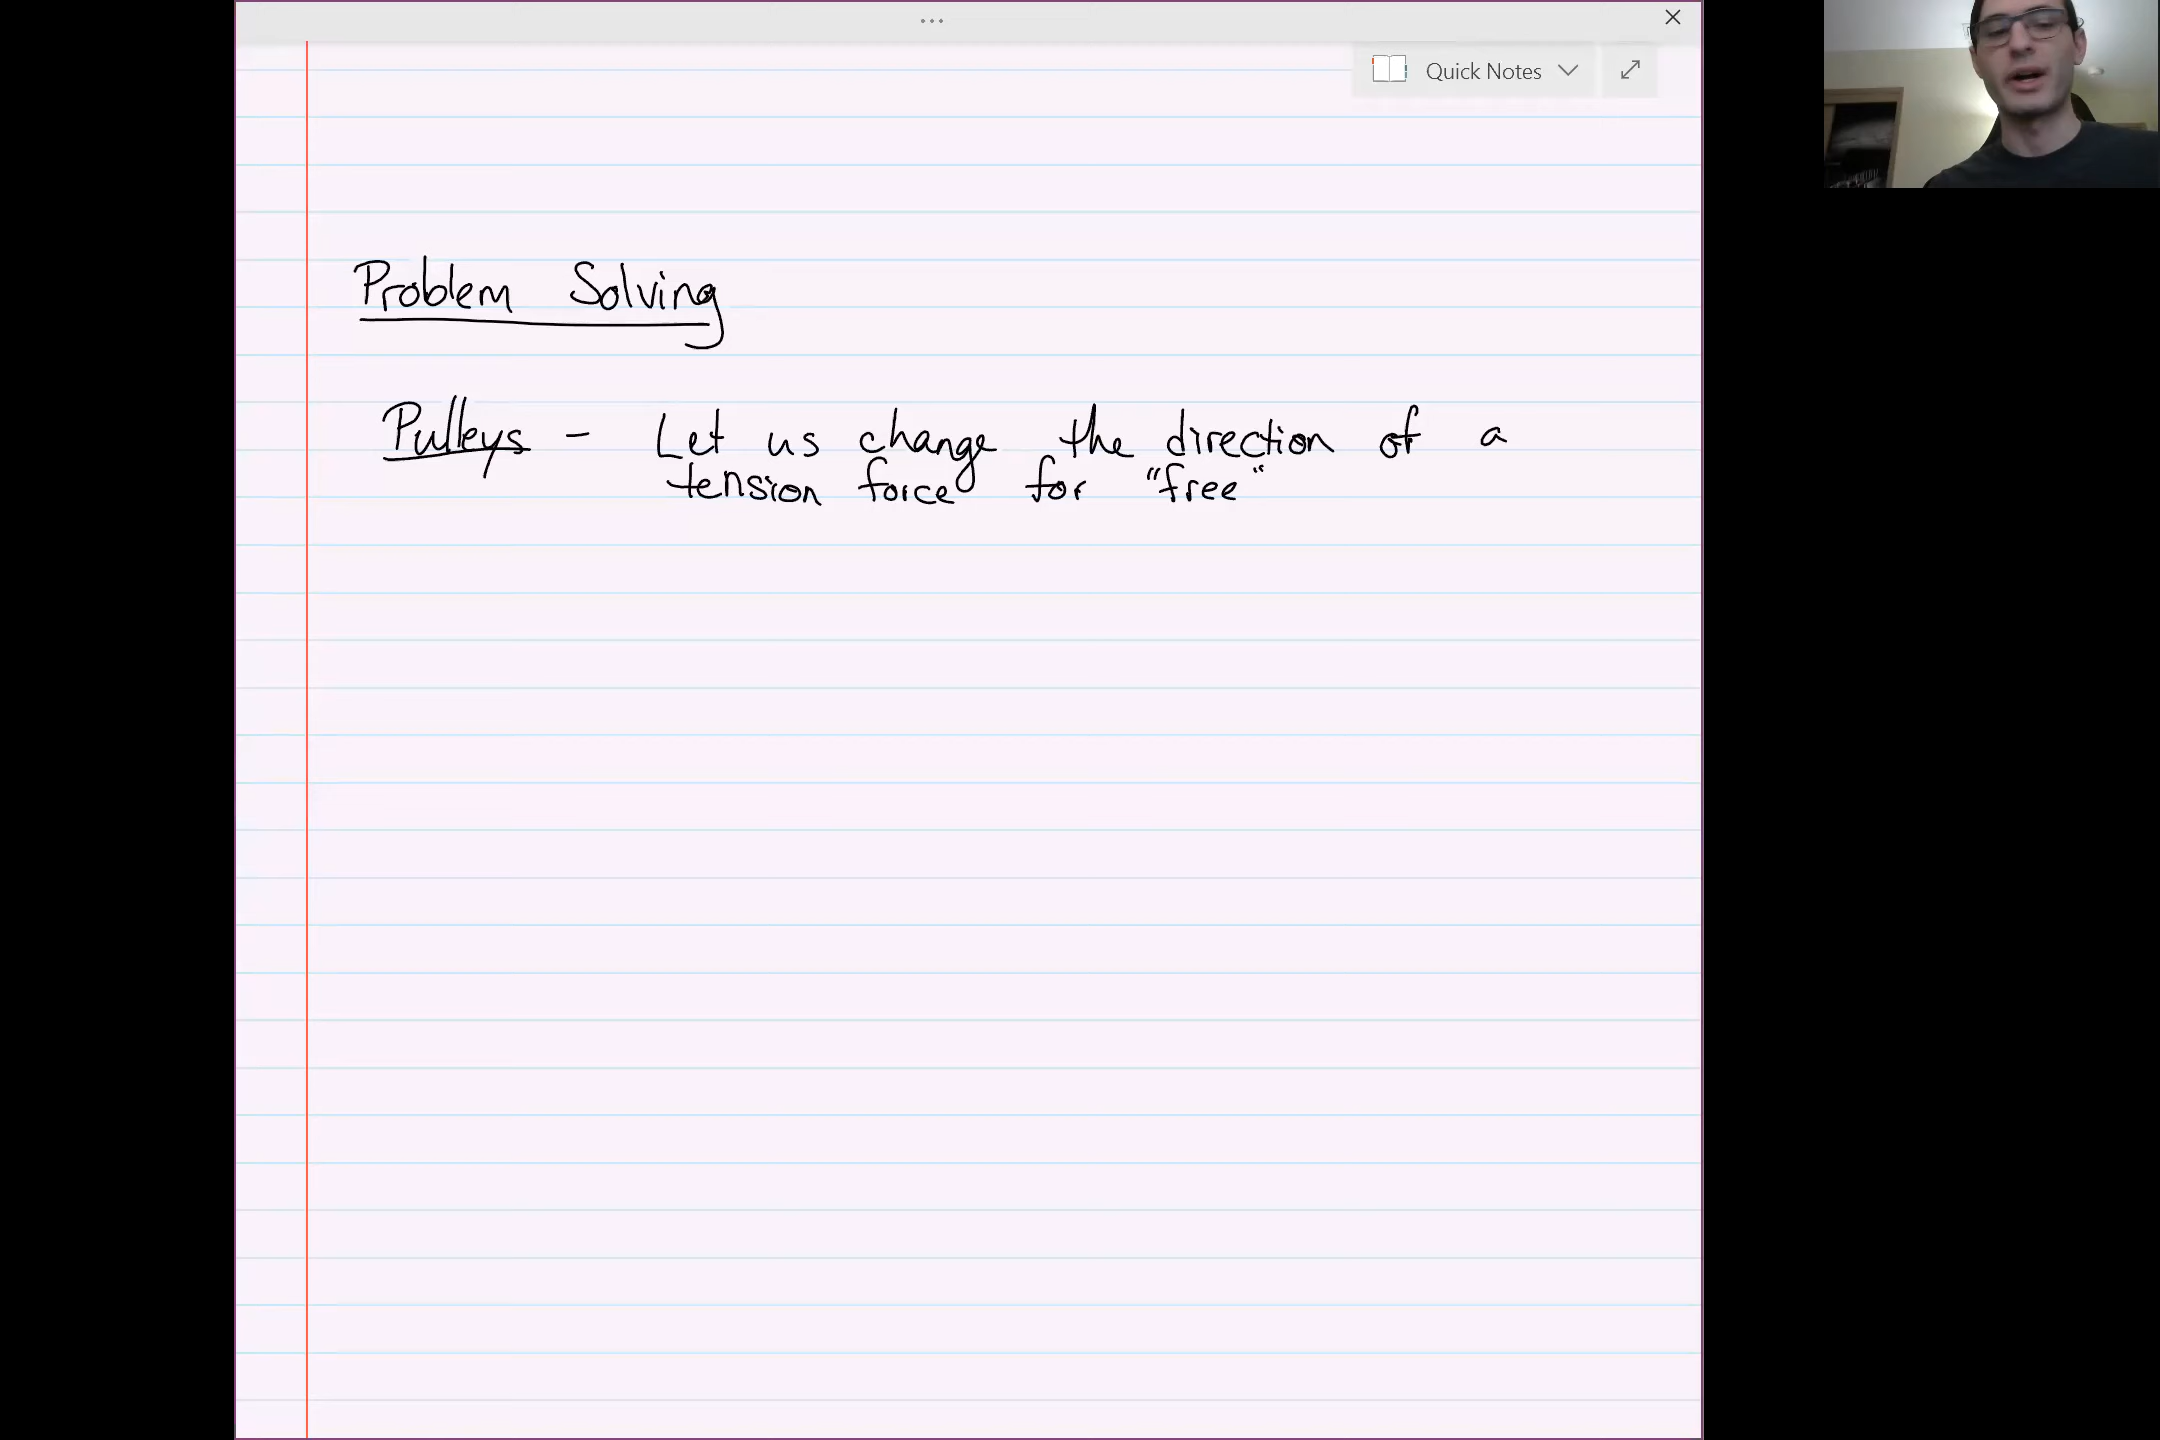 ...
Quick Notes
Problem Solving
Pulleys - Let us change the direction of a
tension force for "free"